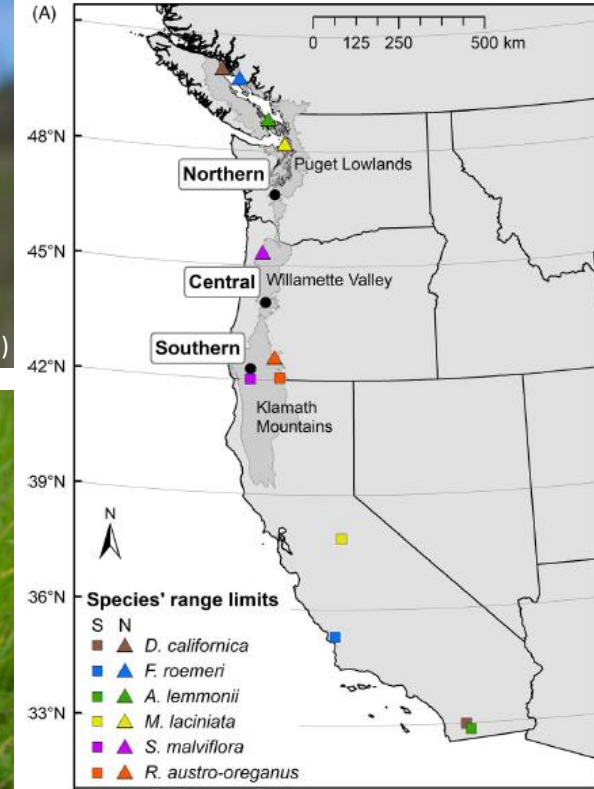 (A)
0 125 250 500 km
48°N
Puget Lowlands
Northern
45°N
Central
Willamette Valley
)
Southern
42°N
Klamath
Mountains
39°N
N
36°N
Species' range limits
S N
D. californica
F. roemeri
A. lemmonii
33°N
M. laciniata
S. malviflora
R. austro-oreganus